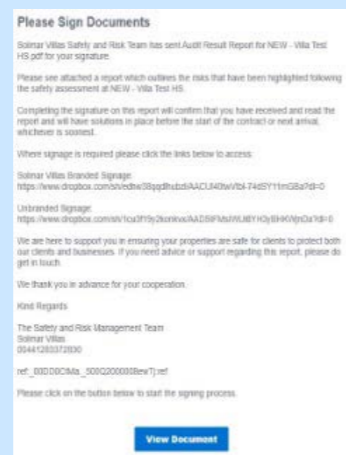 Please Sign Documents
Solmar Villas Safety and Risk Team has sent Audit Result Report for NEW - Villa Test
HS.pdf for your signature.
Please see attached a report which outlines the risks that have been highlighted following
the safety assessment at NEW - Villa Test HS.
Completing the signature on this report will confirm that you have received and read the
report and will have solutions in place before the start of the contract or next arrival,
whichever is soonest.
Where signage is required please click the links below to access:
Solmar Villas Branded Signage:
Unbranded Signage:
We are here to support you in ensuring your properties are safe for clients to protect both
our clients and businesses. If you need advice or support regarding this report, please do
get in touch.
We thank you in advance for your cooperation.
Kind Regards
The Safety and Risk Management Team
Solmar Villas
Please click on the button below to start the signing process.
View Document